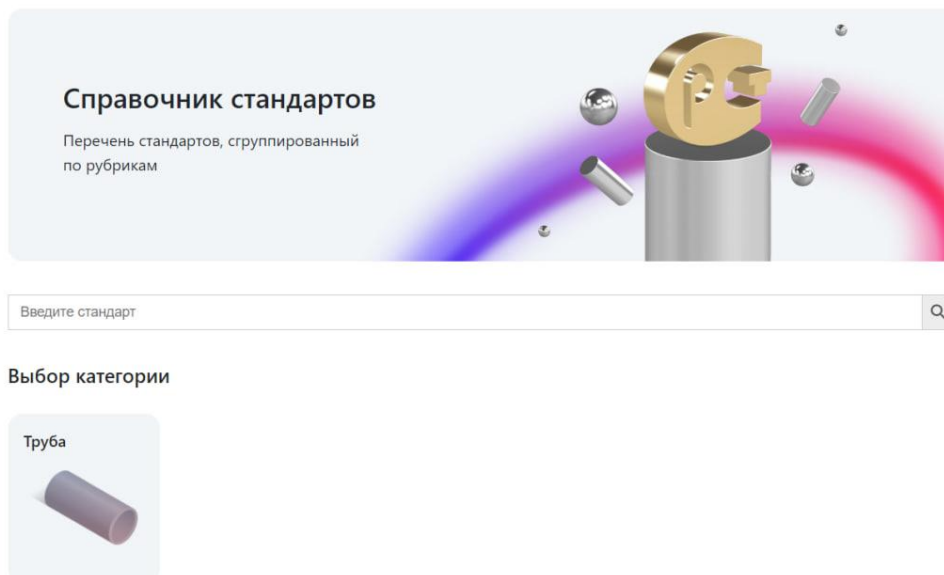 Справочник стандартов
Перечень стандартов, сгруппированный
по рубрикам
Введите стандарт
Выбор категории
Труба